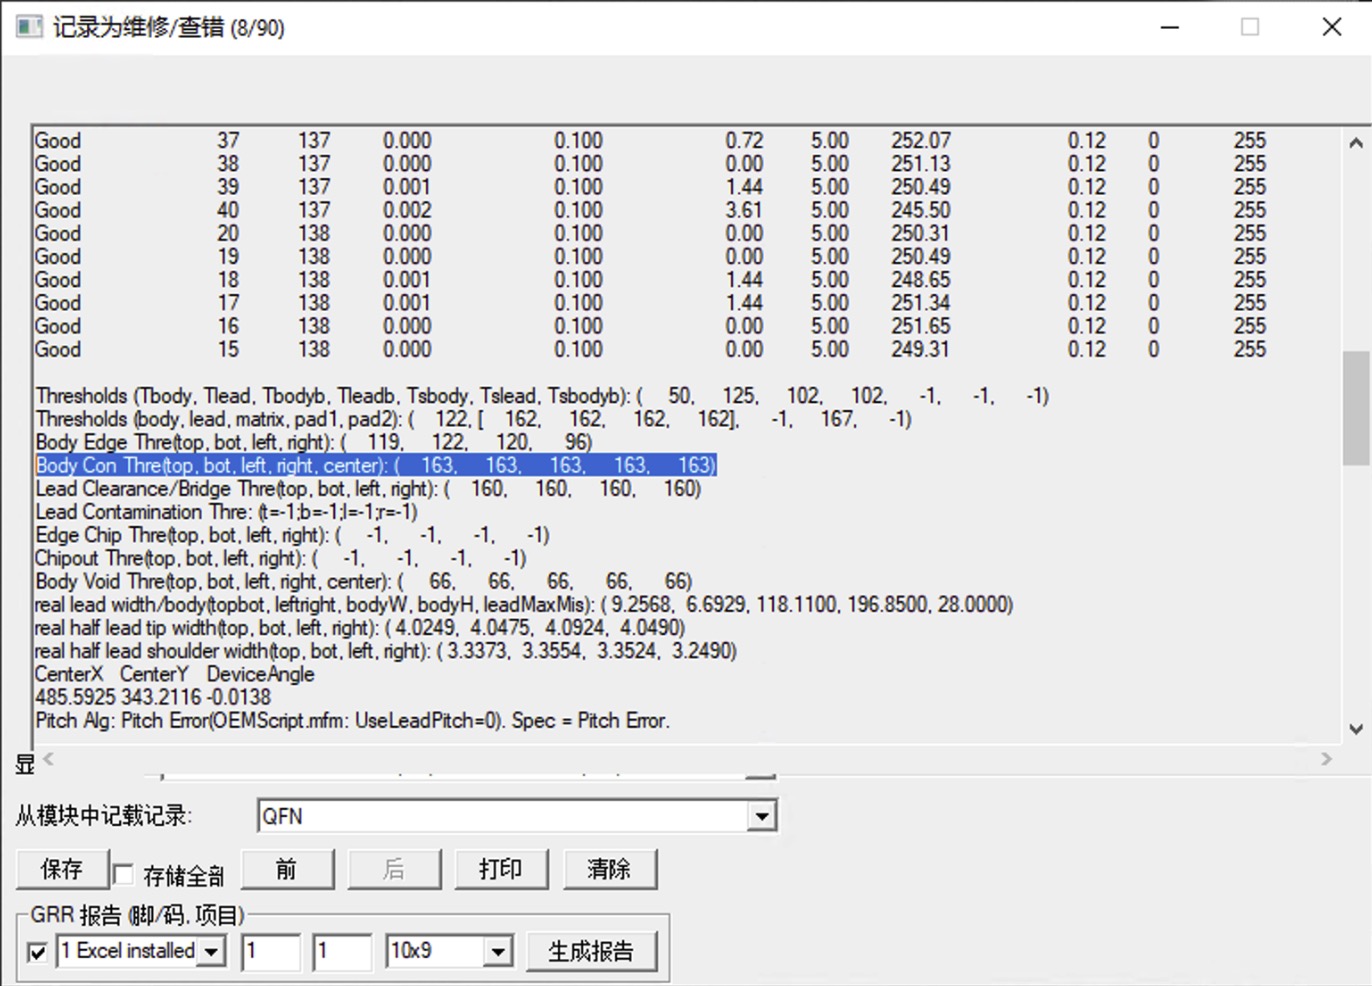 记录为维修/查错 (8/90)
Good 37 137 0.000 0.100 0.72 5.00 252.07 0.12 0 255
Good 38 137 0.000 0.100 0.00 5.00 251.13 0.12 0 255
Good 39 137 0.001 0.100 1.44 5.00 250.49 0.12 0 255
Good 40 137 0.002 0.100 3.61 5.00 245.50 0.12 0 255
Good 20 138 0.000 0.100 0.00 5.00 250.31 0.12 0 255
Good 19 138 0.000 0.100 0.00 5.00 250.49 0.12 0 255
Good 18 138 0.001 0.100 1.44 5.00 248.65 0.12 0 255
Good 17 138 0.001 0.100 1.44 5.00 251.34 0.12 0 255
Good 16 138 0.000 0.100 0.00 5.00 251.65 0.12 0 255
Good 15 138 0.000 0.100 0.00 5.00 249.31 0.12 0 255
Thresholds (Tbody, Tlead, Tbodyb, Tleadb, Tsbody, Tslead, Tsbodyb): ( 50, 125, 102, 102, -1, -1, -1)
Thresholds (body, lead, matrix, pad1, pad2): ( 122, [ 162, 162, 162, 162], -1, 167, -1)
Body Edge Thre(top, bot, left, right): ( 119, 122, 120, 96)
Body Con Thre(top, bot, left, right, center): ( 163, 163, 163, 163, 163)
Lead Clearance/Bridge Thre(top, bot, left, right): ( 160, 160, 160, 160)
Lead Contamination Thre: (t=-1;b=-1;l=-1;r=-1)
Edge Chip Thre(top, bot, left, right): ( -1, -1, -1, -1)
Chipout Thre(top, bot, left, right): ( -1, -1, -1, -1)
Body Void Thre(top, bot, left, right, center): ( 66, 66, 66, 66, 66)
real lead width/body(topbot, leftright, bodyW, bodyH, leadMaxMis): ( 9.2568, 6.6929, 118.1100, 196.8500, 28.0000)
real half lead tip width(top, bot, left, right): ( 4.0249, 4.0475, 4.0924, 4.0490)
real half lead shoulder width(top, bot, left, right): ( 3.3373, 3.3554, 3.3524, 3.2490)
CenterX CenterY DeviceAngle
485.5925 343.2116 -0.0138
Pitch Alg: Pitch Error(OEMScript.mfm: UseLeadPitch=0). Spec = Pitch Error.
显
从模块中记载记录: QFN
保存 存储全部 前 后 打印 清除
GRR 报告 (脚/码, 项目)
1 Excel installed 1 1 10x9 生成报告